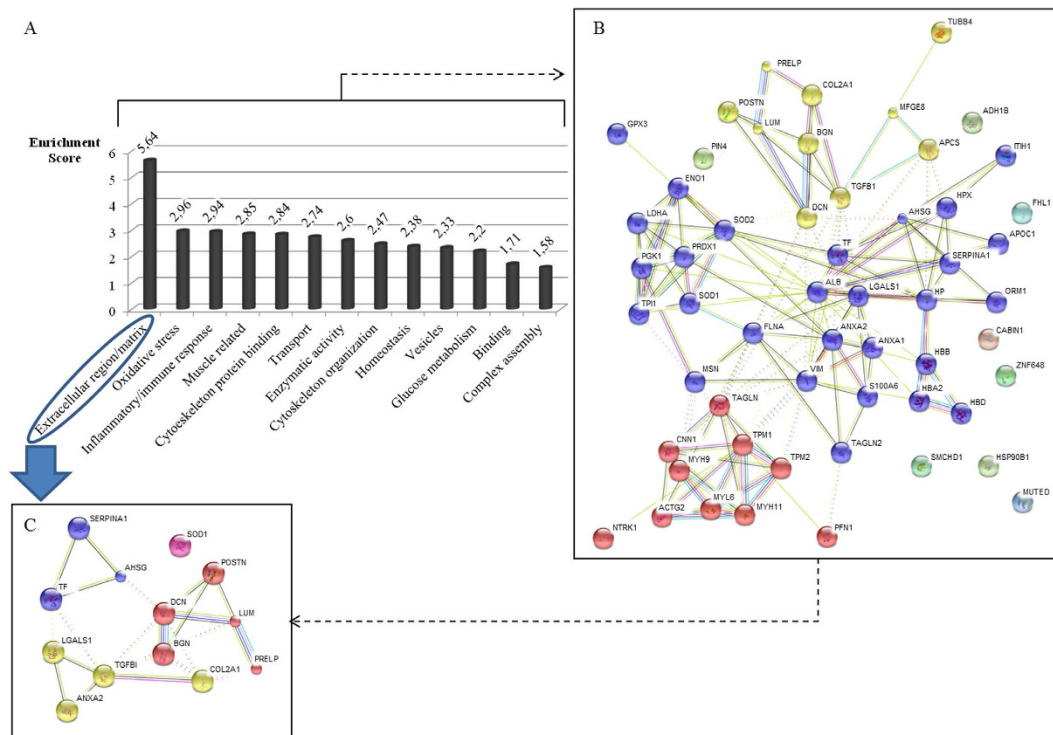 A
Enrichment
Score
6
5
4
3
2
1
0
5,64
2,96
2,94
2,85
2,84
2,74
2,6
2,47
2,38
2,33
2,2
1,71
1,58
Extracellular region/matrix
Oxidative stress
Inflammatory/immune response
Muscle related
Cytoeskeleton protein binding
Transport
Enzymatic activity
Cytoskeleton organization
Homeostasis
Vesicles
Glucose metabolism
Binding
Complex assembly
B
TUBB4
PRELP
COL2A1
POSTN
MFGE8
LUM
ADH1B
GPX3
BGN
APCS
PIN4
ITIH1
ENO1
TGFB1
DCN
HPX
FHL1
LDHA
SOD2
AHSG
APOC1
TF
PRDX1
SERPINA1
PGK1
ALB
LGALS1
HP
ORM1
TPI1
SOD1
FLNA
ANXA2
CABIN1
ANXA1
HBB
MSN
VIM
ZNF648
S100A6
HBA2
HBD
TAGLN
TAGLN2
CNN1
TPM1
MYH9
TPM2
SMCHD1
HSP90B1
MYL6
MUTED
ACTG2
MYH11
NTRK1
PFN1
C
SERPINA1
SOD1
AHSG
POSTN
TF
DCN
LUM
LGALS1
BGN
TGFBI
PRELP
COL2A1
ANXA2